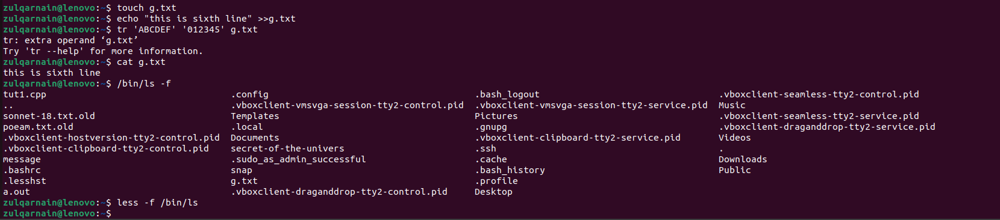 zulqarnain@lenovo:~$ touch g.txt
zulqarnain@lenovo:~$ echo "this is sixth line" >>g.txt
zulqarnain@lenovo:~$ tr 'ABCDEF' '012345' g.txt
tr: extra operand ‘g.txt’
Try 'tr --help' for more information.
zulqarnain@lenovo:~$ cat g.txt
this is sixth line
zulqarnain@lenovo:~$ /bin/ls -f
tut1.cpp .config .bash_logout .vboxclient-seamless-tty2-control.pid
.. .vboxclient-vmsvga-session-tty2-control.pid .vboxclient-vmsvga-session-tty2-service.pid Music
sonnet-18.txt.old Templates Pictures .vboxclient-seamless-tty2-service.pid
poeam.txt.old .local .gnupg .vboxclient-draganddrop-tty2-service.pid
.vboxclient-hostversion-tty2-control.pid Documents .vboxclient-clipboard-tty2-service.pid Videos
.vboxclient-clipboard-tty2-control.pid secret-of-the-univers .ssh .
message .sudo_as_admin_successful .cache Downloads
.bashrc snap .bash_history Public
.lesshst g.txt .profile
a.out .vboxclient-draganddrop-tty2-control.pid Desktop
zulqarnain@lenovo:~$ less -f /bin/ls
zulqarnain@lenovo:~$